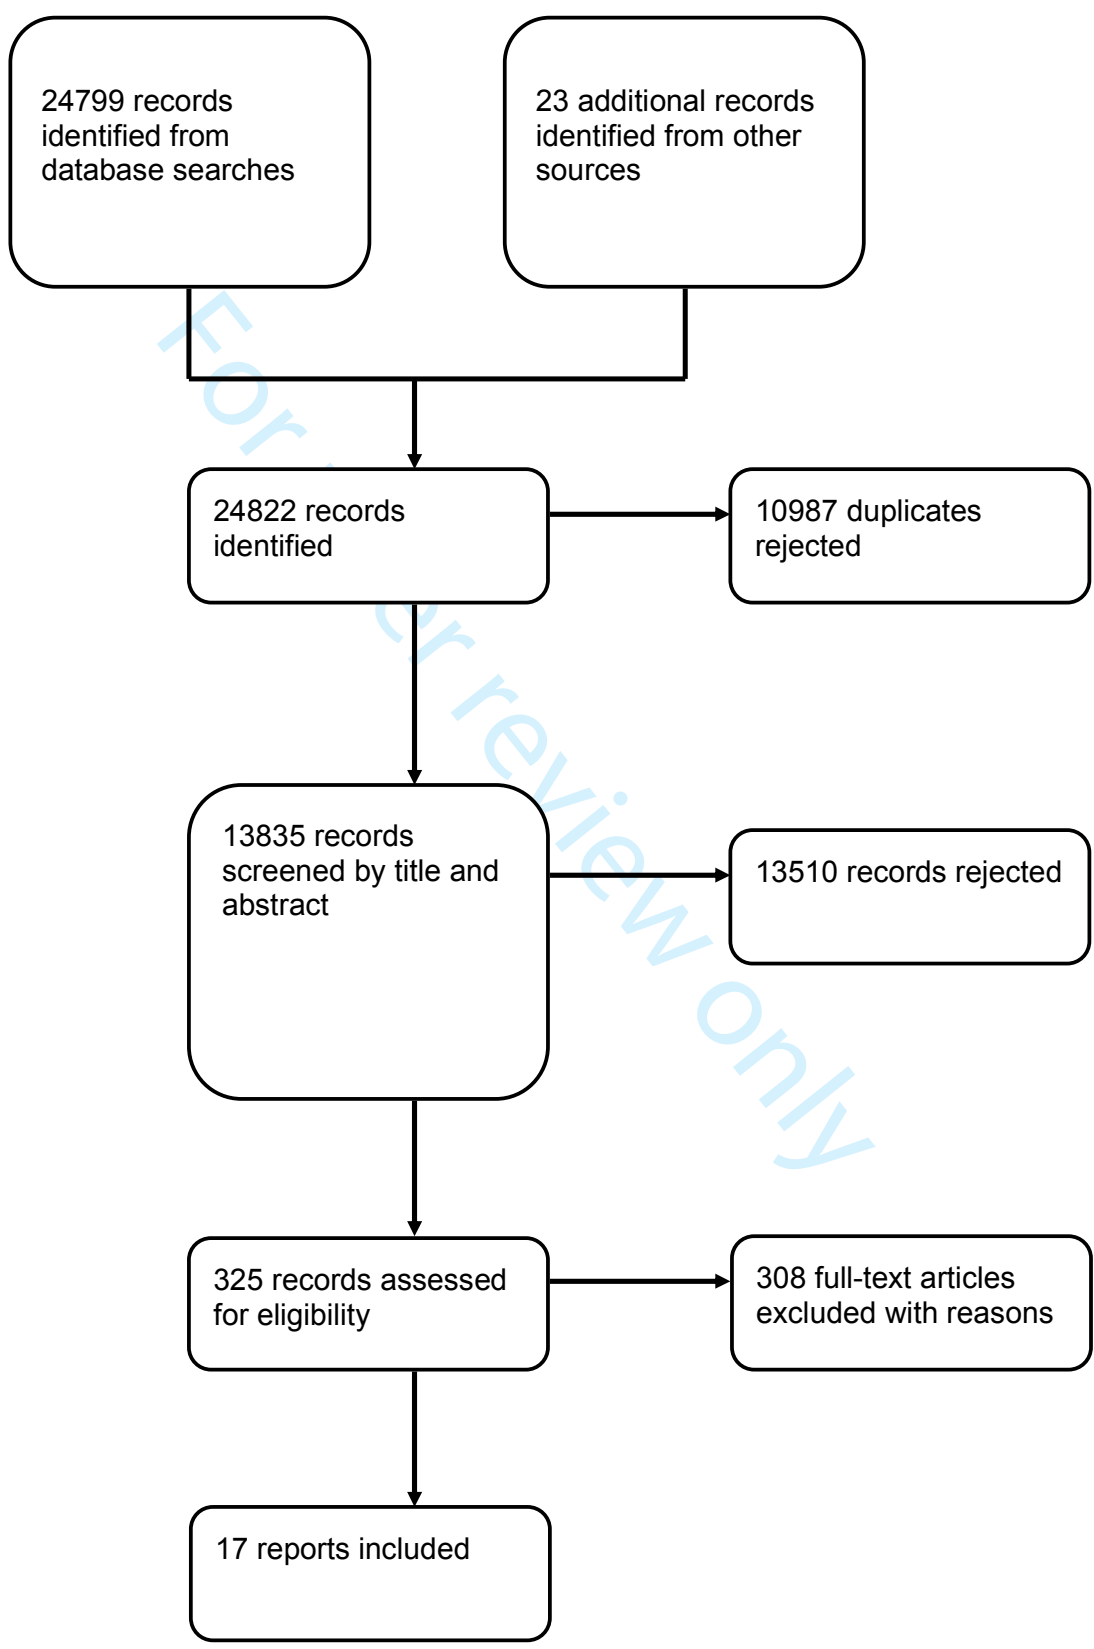 24799 records
identified from
database searches
23 additional records
identified from other
sources
24822 records
identified
10987 duplicates
rejected
13835 records
screened by title and
abstract
13510 records rejected
325 records assessed
for eligibility
308 full-text articles
excluded with reasons
17 reports included
For peer review only